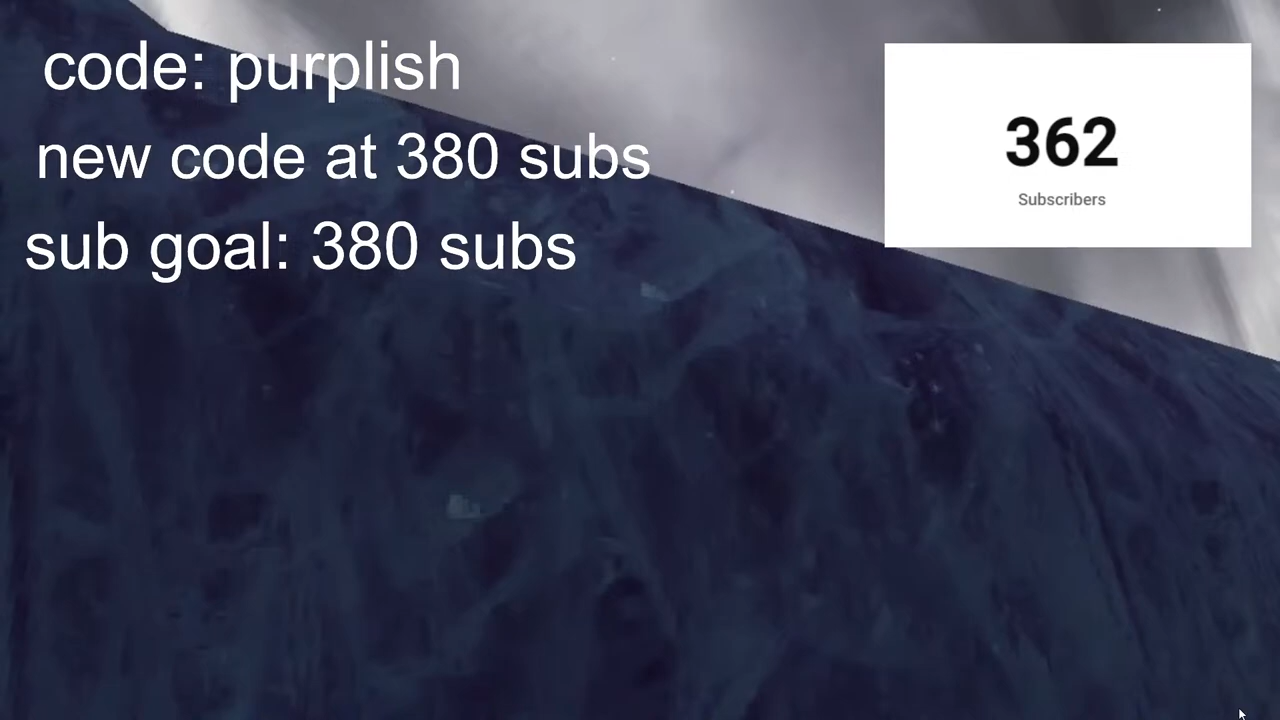 code: purplish
new code at 380 subs
sub goal: 380 subs
362
Subscribers